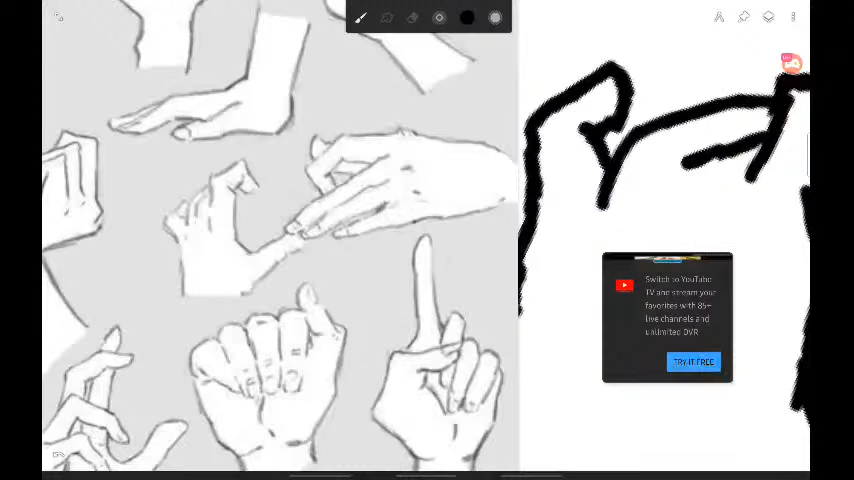 Switch to YouTube
TV and stream your
favorites with 85+
live channels and
unlimited DVR
TRY IT FREE